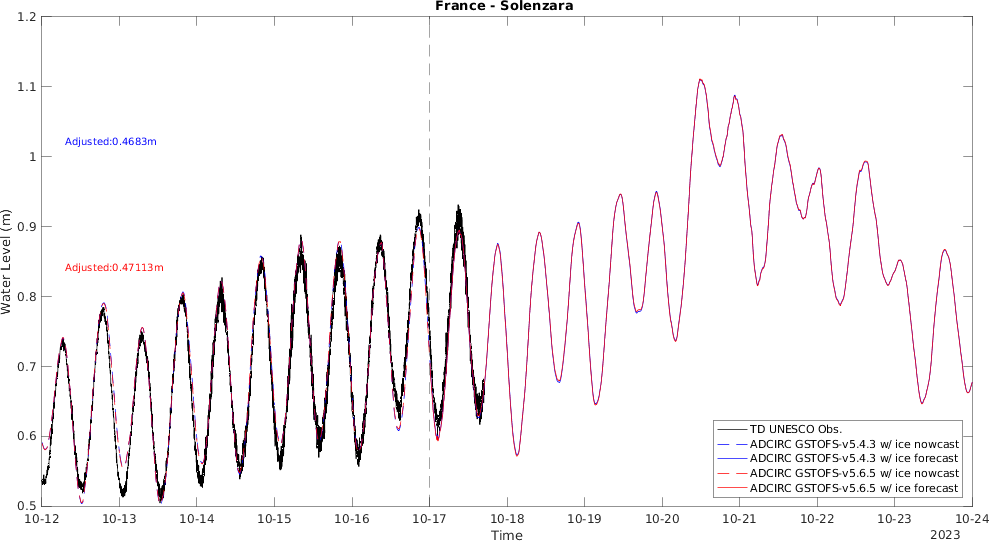 France - Solenzara
1.2
1.1
1
0.9
0.8
0.7
0.6
0.5
Water Level (m)
Adjusted:0.4683m
Adjusted:0.47113m
TD UNESCO Obs.
ADCIRC GSTOFS-v5.4.3 w/ ice nowcast
ADCIRC GSTOFS-v5.4.3 w/ ice forecast
ADCIRC GSTOFS-v5.6.5 w/ ice nowcast
ADCIRC GSTOFS-v5.6.5 w/ ice forecast
10-12 10-13 10-14 10-15 10-16 10-17 10-18 10-19 10-20 10-21 10-22 10-23 10-24
Time
2023